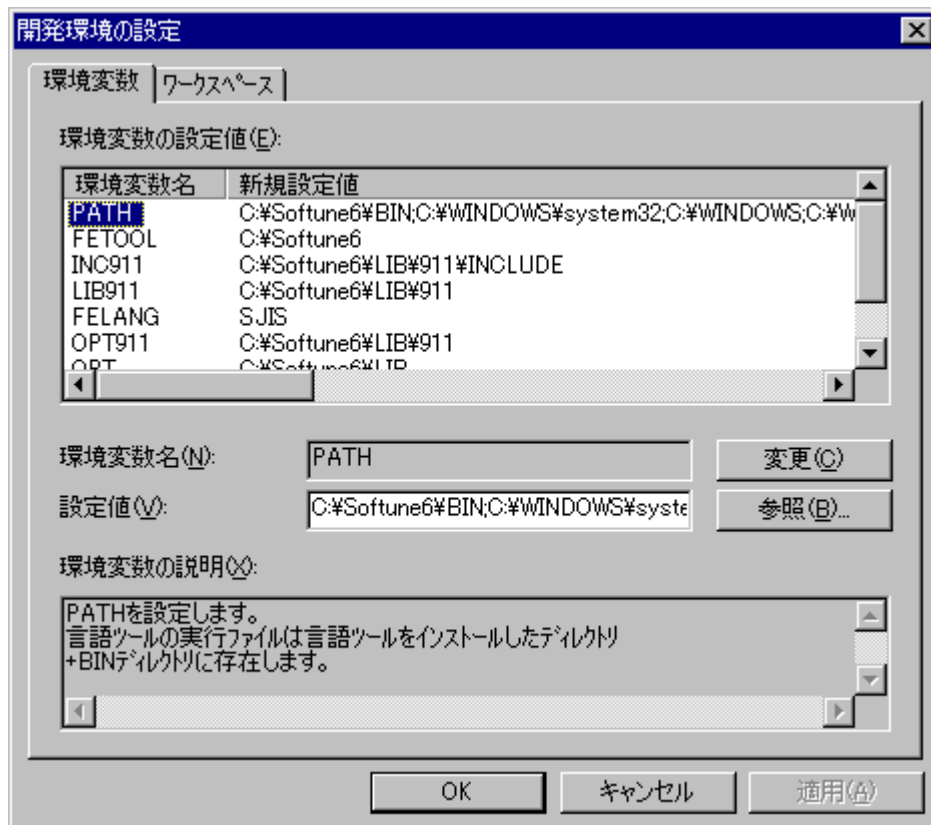 開発環境の設定
環境変数 ワークスペース
環境変数の設定値(E):
環境変数名 新規設定値
PATH C:¥Softune6¥BIN;C:¥WINDOWS¥system32;C:¥WINDOWS;C:¥W
FETOOL C:¥Softune6
INC911 C:¥Softune6¥LIB¥911¥INCLUDE
LIB911 C:¥Softune6¥LIB¥911
FELANG SJIS
OPT911 C:¥Softune6¥LIB¥911
OPT C:¥Softune6¥LIB
環境変数名(N): PATH 変更(C)
設定値(V): C:¥Softune6¥BIN;C:¥WINDOWS¥syste 参照(B)...
環境変数の説明(X):
PATHを設定します。
言語ツールの実行ファイルは言語ツールをインストールしたディレクトリ
+BINディレクトリに存在します。
OK キャンセル 適用(A)